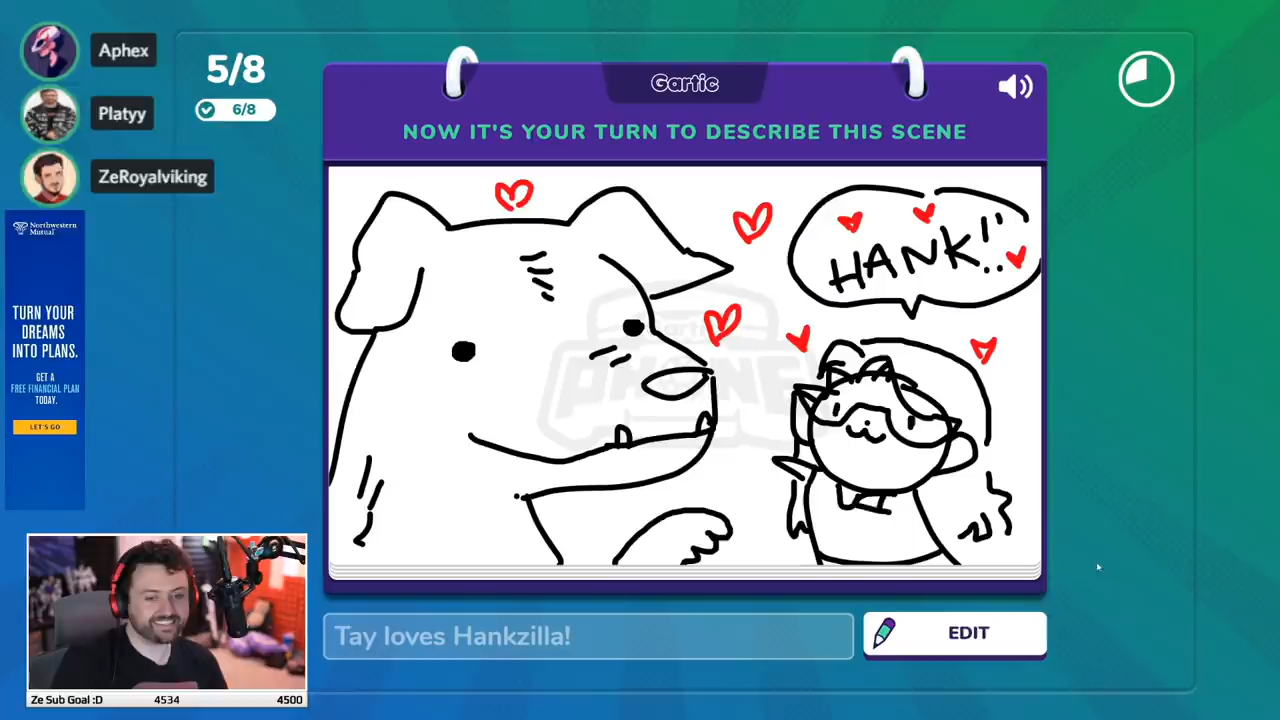 Aphex
Platyy
ZeRoyalviking
5/8
6/8
Gartic
NOW IT'S YOUR TURN TO DESCRIBE THIS SCENE
HANK!!
Gartic
PHONE
Northwestern
Mutual
TURN YOUR
DREAMS
INTO PLANS.
GET A
FREE FINANCIAL PLAN
TODAY.
LET'S GO
Tay loves Hankzilla!
EDIT
Ze Sub Goal :D 4534 4500